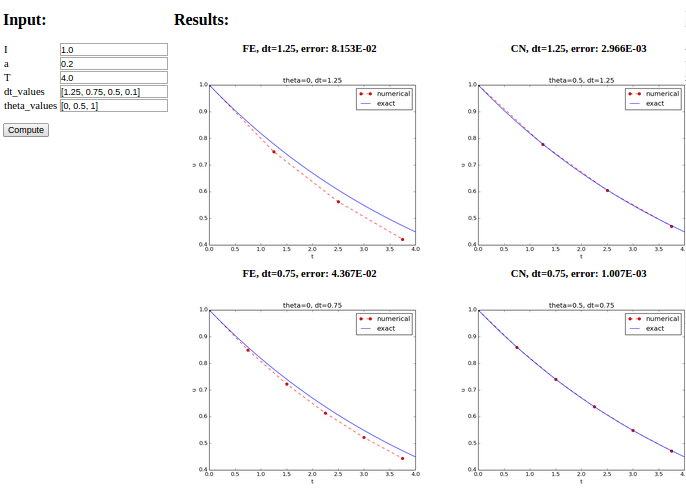 Input:
I 1.0
a 0.2
T 4.0
dt_values [1.25, 0.75, 0.5, 0.1]
theta_values [0, 0.5, 1]
Compute
Results:
FE, dt=1.25, error: 8.153E-02
theta=0, dt=1.25
numerical
exact
1.0
0.9
0.8
0.7
0.6
0.5
0.4
u
0.0 0.5 1.0 1.5 2.0 2.5 3.0 3.5 4.0
t
CN, dt=1.25, error: 2.966E-03
theta=0.5, dt=1.25
numerical
exact
1.0
0.9
0.8
0.7
0.6
0.5
0.4
u
0.0 0.5 1.0 1.5 2.0 2.5 3.0 3.5 4.0
t
FE, dt=0.75, error: 4.367E-02
theta=0, dt=0.75
numerical
exact
1.0
0.9
0.8
0.7
0.6
0.5
0.4
u
0.0 0.5 1.0 1.5 2.0 2.5 3.0 3.5 4.0
t
CN, dt=0.75, error: 1.007E-03
theta=0.5, dt=0.75
numerical
exact
1.0
0.9
0.8
0.7
0.6
0.5
0.4
u
0.0 0.5 1.0 1.5 2.0 2.5 3.0 3.5 4.0
t